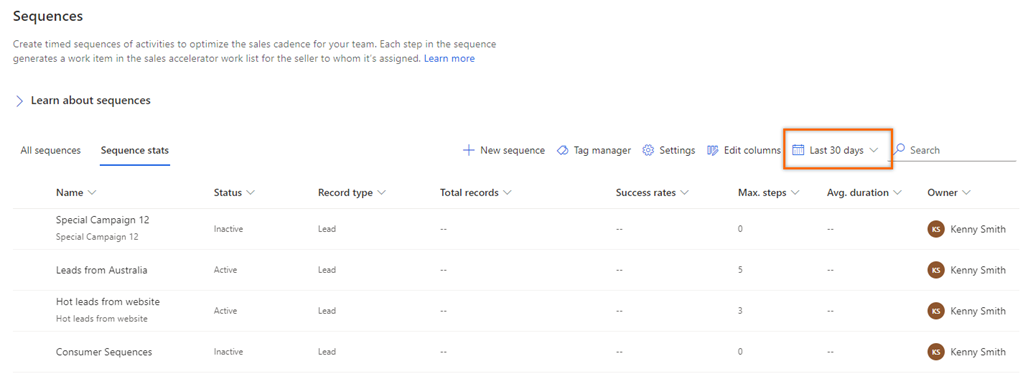 Sequences
Create timed sequences of activities to optimize the sales cadence for your team. Each step in the sequence
generates a work item in the sales accelerator work list for the seller to whom it's assigned. Learn more
Learn about sequences
All sequences Sequence stats New sequence Tag manager Settings Edit columns Last 30 days Search
Name Status Record type Total records Success rates Max. steps Avg. duration Owner
Special Campaign 12
Special Campaign 12 Inactive Lead -- -- 0 -- KS Kenny Smith
Leads from Australia Active Lead -- -- 5 -- KS Kenny Smith
Hot leads from website
Hot leads from website Active Lead -- -- 3 -- KS Kenny Smith
Consumer Sequences Inactive Lead -- -- 0 -- KS Kenny Smith